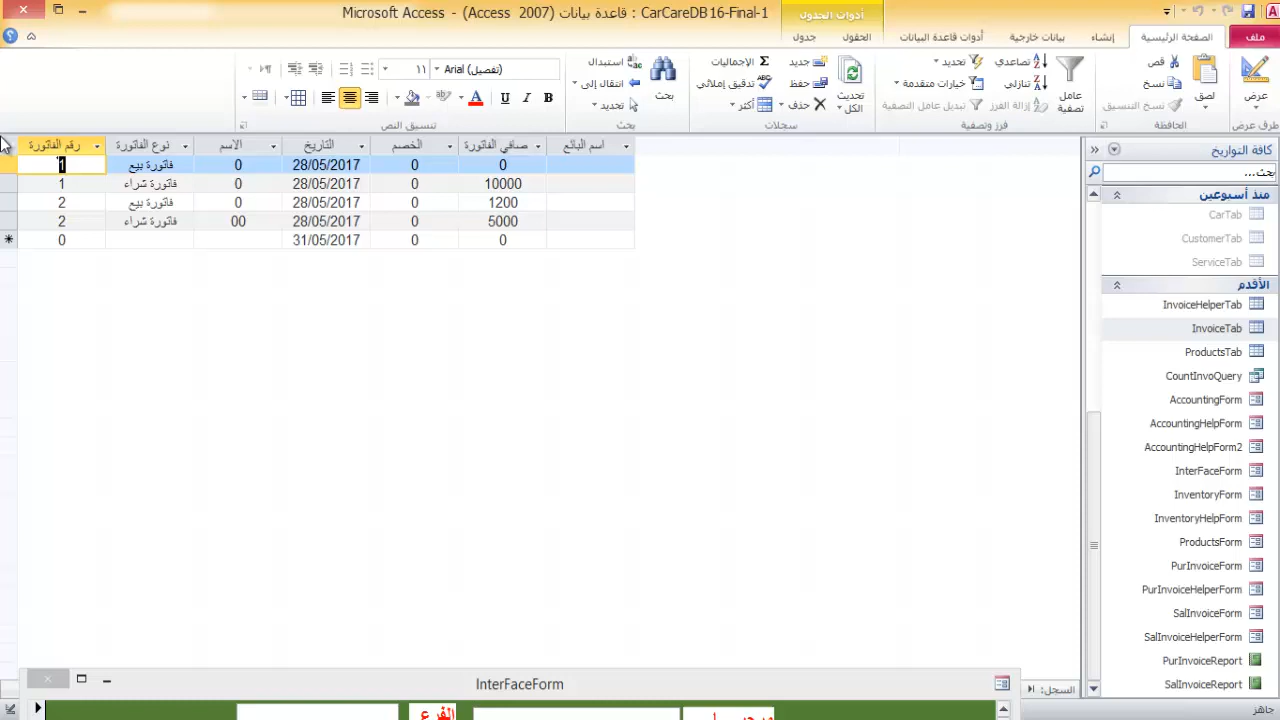 CarCareDB16-Final-1 : قاعدة بيانات (Access 2007) - Microsoft Access
أدوات الجدول
ملف
الصفحة الرئيسية
إنشاء
بيانات خارجية
أدوات قاعدة البيانات
الحقول
جدول
عرض
طرق عرض
لصق
قص
نسخ
نسخ التنسيق
الحافظة
عامل تصفية
تصاعدي
تنازلي
إزالة الفرز
تحديد
خيارات متقدمة
تبديل عامل التصفية
فرز وتصفية
تحديث الكل
جديد
حفظ
حذف
الإجماليات
تدقيق إملائي
أكثر
سجلات
بحث
استبدال
الانتقال إلى
تحديد
بحث
Arial (تفصيل)
١١
B I U A
تنسيق النص
رقم الفاتورة نوع الفاتورة الاسم التاريخ الخصم صافي الفاتورة اسم البائع
1 فاتورة بيع 0 28/05/2017 0 0
1 فاتورة شراء 0 28/05/2017 0 10000
2 فاتورة بيع 0 28/05/2017 0 1200
2 فاتورة شراء 00 28/05/2017 0 5000
0 31/05/2017 0 0
كافة التواريخ
بحث...
منذ أسبوعين
CarTab
CustomerTab
ServiceTab
الأقدم
InvoiceHelperTab
InvoiceTab
ProductsTab
CountInvoQuery
AccountingForm
AccountingHelpForm
AccountingHelpForm2
InterFaceForm
InventoryForm
InventoryHelpForm
ProductsForm
PurInvoiceForm
PurInvoiceHelperForm
SalInvoiceForm
SalInvoiceHelperForm
PurInvoiceReport
SalInvoiceReport
InterFaceForm
السجل:
الفرع
جاهز